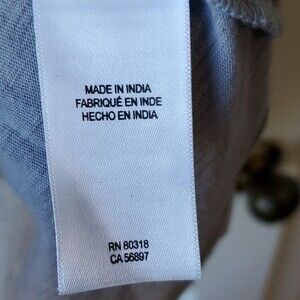 MADE IN INDIA
FABRIQUÉ EN INDE
HECHO EN INDIA
RN 80318
CA 56897